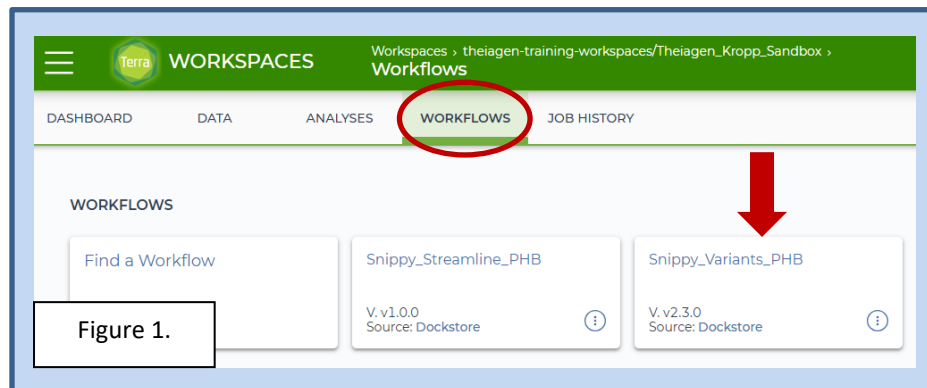 Terra
WORKSPACES
Workspaces › theiagen-training-workspaces/Theiagen_Kropp_Sandbox ›
Workflows
DASHBOARD DATA ANALYSES WORKFLOWS JOB HISTORY
WORKFLOWS
Find a Workflow
Snippy_Streamline_PHB
V. v1.0.0
Source: Dockstore
Snippy_Variants_PHB
V. v2.3.0
Source: Dockstore
Figure 1.